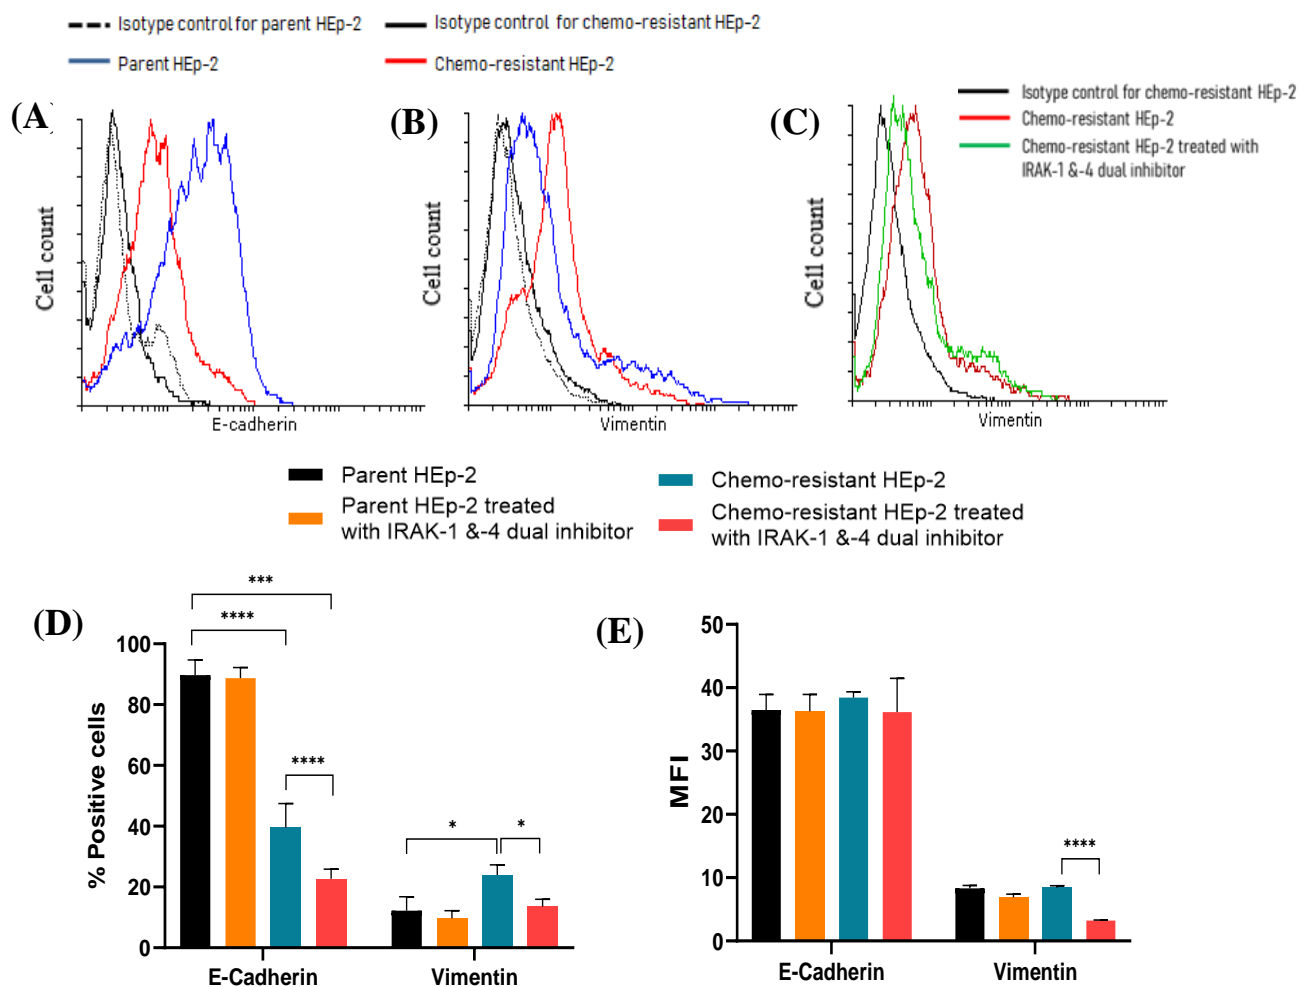 Isotype control for parent HEp-2
Isotype control for chemo-resistant HEp-2
Parent HEp-2
Chemo-resistant HEp-2
(A)
(B)
(C)
Isotype control for chemo-resistant HEp-2
Chemo-resistant HEp-2
Chemo-resistant HEp-2 treated with
IRAK-1 &-4 dual inhibitor
Cell count
E-cadherin
Cell count
Vimentin
Cell count
Vimentin
Parent HEp-2
Parent HEp-2 treated
with IRAK-1 &-4 dual inhibitor
Chemo-resistant HEp-2
Chemo-resistant HEp-2 treated
with IRAK-1 &-4 dual inhibitor
(D)
% Positive cells
100
80
60
40
20
0
***
****
****
*
*
E-Cadherin
Vimentin
(E)
MFI
50
40
30
20
10
0
****
E-Cadherin
Vimentin